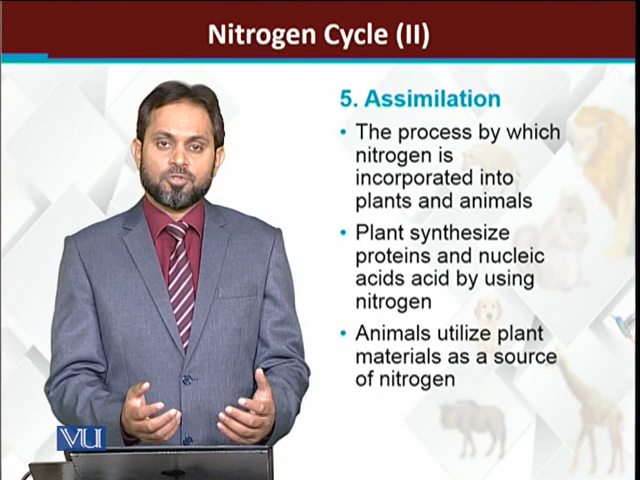 Nitrogen Cycle (II)
5. Assimilation
• The process by which
nitrogen is
incorporated into
plants and animals
• Plant synthesize
proteins and nucleic
acids acid by using
nitrogen
• Animals utilize plant
materials as a source
of nitrogen
VU